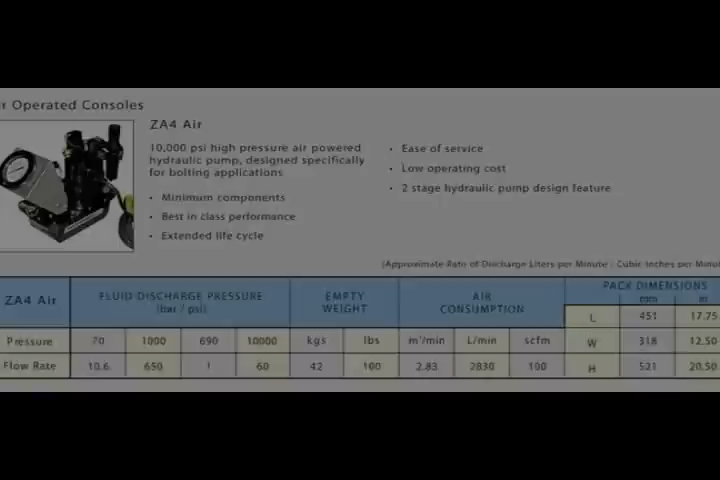 r Operated Consoles
ZA4 Air
10,000 psi high pressure air powered
hydraulic pump, designed specifically
for bolting applications
• Minimum components
• Best in class performance
• Extended life cycle
• Ease of service
• Low operating cost
• 2 stage hydraulic pump design feature
(Approximate Rate of Discharge Liters per Minute - Cubic Inches per Minut
ZA4 Air FLUID DISCHARGE PRESSURE (bar / psi) EMPTY WEIGHT AIR CONSUMPTION PACK DIMENSIONS
mm in
L 451 17.75
Pressure 70 1000 690 10000 kgs lbs m³/min L/min scfm W 318 12.50
Flow Rate 10.6 650 1 60 42 100 2.83 2830 100 H 521 20.50